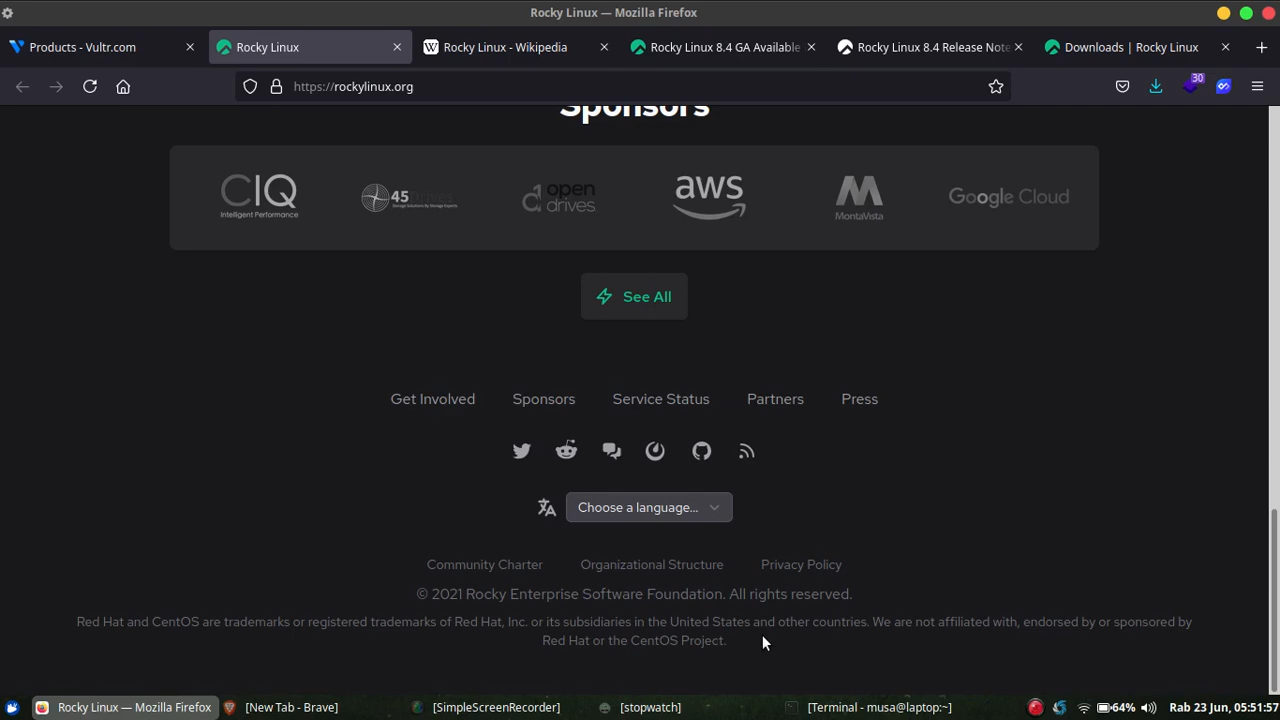 Rocky Linux — Mozilla Firefox
Products - Vultr.com
Rocky Linux
W Rocky Linux - Wikipedia
Rocky Linux 8.4 GA Available
Rocky Linux 8.4 Release Note
Downloads | Rocky Linux
https://rockylinux.org
30
Sponsors
CIQ
Intelligent Performance
45Drives
open
drives
aws
MontaVista
Google Cloud
See All
Get Involved Sponsors Service Status Partners Press
Choose a language...
Community Charter Organizational Structure Privacy Policy
© 2021 Rocky Enterprise Software Foundation. All rights reserved.
Red Hat and CentOS are trademarks or registered trademarks of Red Hat, Inc. or its subsidiaries in the United States and other countries. We are not affiliated with, endorsed by or sponsored by
Red Hat or the CentOS Project.
Rocky Linux — Mozilla Firefox
[New Tab - Brave]
[SimpleScreenRecorder]
[stopwatch]
[Terminal - musa@laptop:~]
64%
Rab 23 Jun, 05:51:57